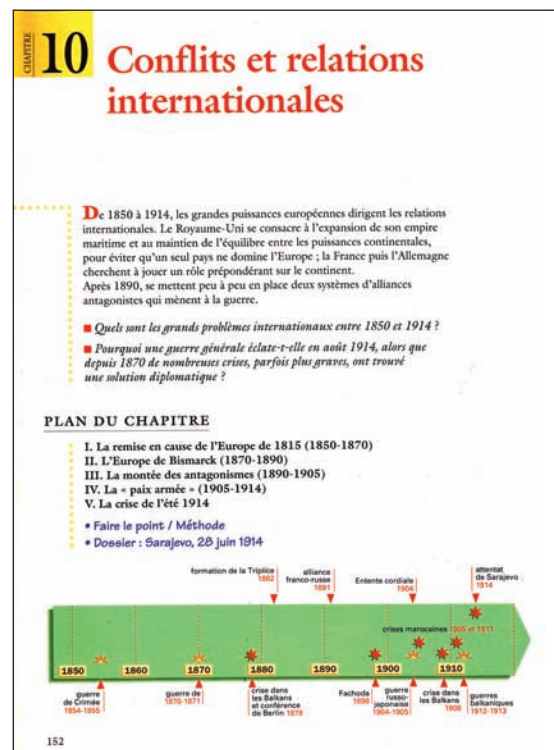 CHAPITRE
10
Conflits et relations
internationales
De 1850 à 1914, les grandes puissances européennes dirigent les relations
internationales. Le Royaume-Uni se consacre à l'expansion de son empire
maritime et au maintien de l'équilibre entre les puissances continentales,
pour éviter qu'un seul pays ne domine l'Europe ; la France puis l'Allemagne
cherchent à jouer un rôle prépondérant sur le continent.
Après 1890, se mettent peu à peu en place deux systèmes d'alliances
antagonistes qui mènent à la guerre.
■ Quels sont les grands problèmes internationaux entre 1850 et 1914 ?
■ Pourquoi une guerre générale éclate-t-elle en août 1914, alors que
depuis 1870 de nombreuses crises, parfois plus graves, ont trouvé
une solution diplomatique ?
PLAN DU CHAPITRE
I. La remise en cause de l'Europe de 1815 (1850-1870)
II. L'Europe de Bismarck (1870-1890)
III. La montée des antagonismes (1890-1905)
IV. La « paix armée » (1905-1914)
V. La crise de l'été 1914
• Faire le point / Méthode
• Dossier : Sarajevo, 28 juin 1914
formation de la Triplice
1882
alliance
franco-russe
1891
Entente cordiale
1904
attentat
de Sarajevo
1914
crises marocaines 1905 et 1911
1850
1860
1870
1880
1890
1900
1910
guerre
de Crimée
1854-1855
guerre de
1870-1871
crise dans
les Balkans
et conférence
de Berlin 1878
Fachoda
1898
guerre
russo-
japonaise
1904-1905
crise dans
les Balkans
1908
guerres
balkaniques
1912-1913
152